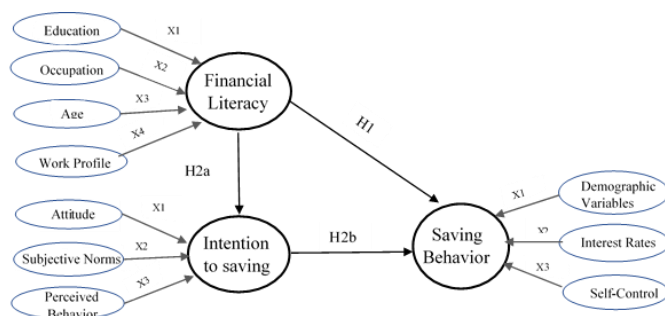 Education
X1
Occupation
X2
Financial
Literacy
Age
X3
X4
Work Profile
H1
H2a
Attitude
X1
Subjective Norms
X2
Intention
to saving
X3
Perceived
Behavior
H2b
Saving
Behavior
X1
Demographic
Variables
Interest Rates
X3
Self-Control